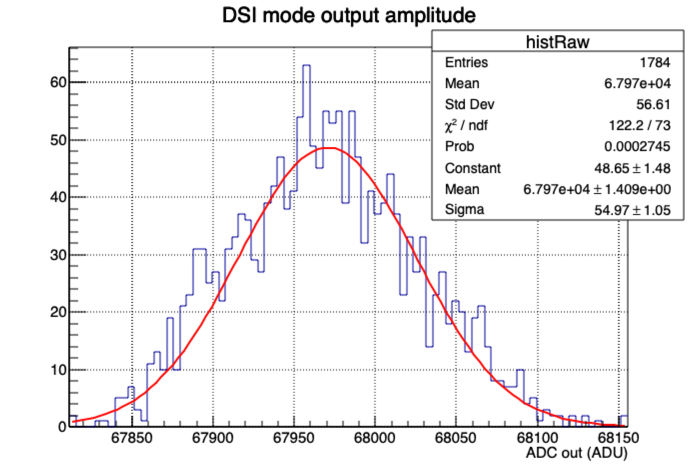 DSI mode output amplitude
histRaw
Entries 1784
Mean 6.797e+04
Std Dev 56.61
χ² / ndf 122.2 / 73
Prob 0.0002745
Constant 48.65 ± 1.48
Mean 6.797e+04 ± 1.409e+00
Sigma 54.97 ± 1.05
60
50
40
30
20
10
0
67850 67900 67950 68000 68050 68100 68150
ADC out (ADU)